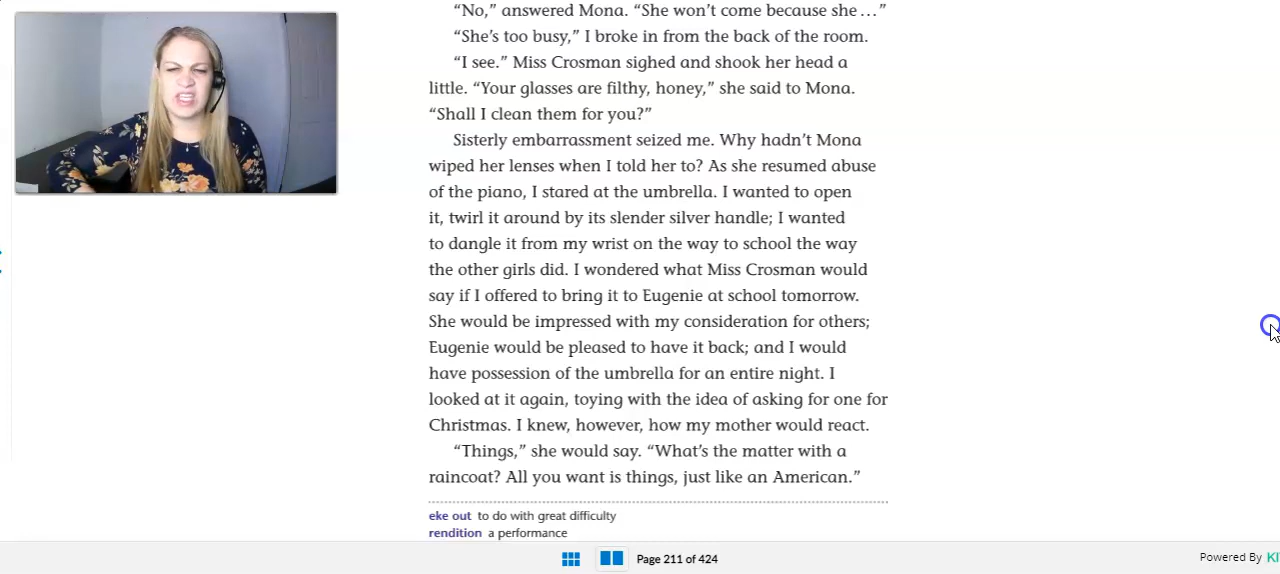 “No,” answered Mona. “She won’t come because she …”
“She’s too busy,” I broke in from the back of the room.
“I see.” Miss Crosman sighed and shook her head a
little. “Your glasses are filthy, honey,” she said to Mona.
“Shall I clean them for you?”
Sisterly embarrassment seized me. Why hadn’t Mona
wiped her lenses when I told her to? As she resumed abuse
of the piano, I stared at the umbrella. I wanted to open
it, twirl it around by its slender silver handle; I wanted
to dangle it from my wrist on the way to school the way
the other girls did. I wondered what Miss Crosman would
say if I offered to bring it to Eugenie at school tomorrow.
She would be impressed with my consideration for others;
Eugenie would be pleased to have it back; and I would
have possession of the umbrella for an entire night. I
looked at it again, toying with the idea of asking for one for
Christmas. I knew, however, how my mother would react.
“Things,” she would say. “What’s the matter with a
raincoat? All you want is things, just like an American.”
eke out to do with great difficulty
rendition a performance
Page 211 of 424
Powered By KI